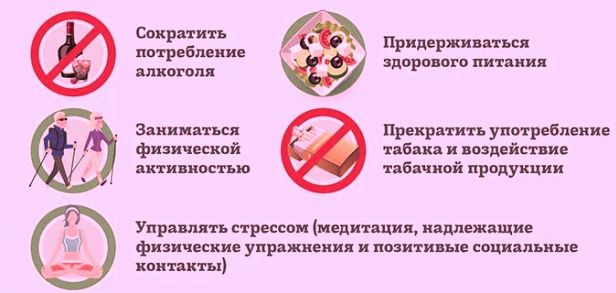 Сократить
потребление
алкоголя
Придерживаться
здорового питания
Заниматься
физической
активностью
Прекратить употребление
табака и воздействие
табачной продукции
Управлять стрессом (медитация, надлежащие
физические упражнения и позитивые социальные
контакты)